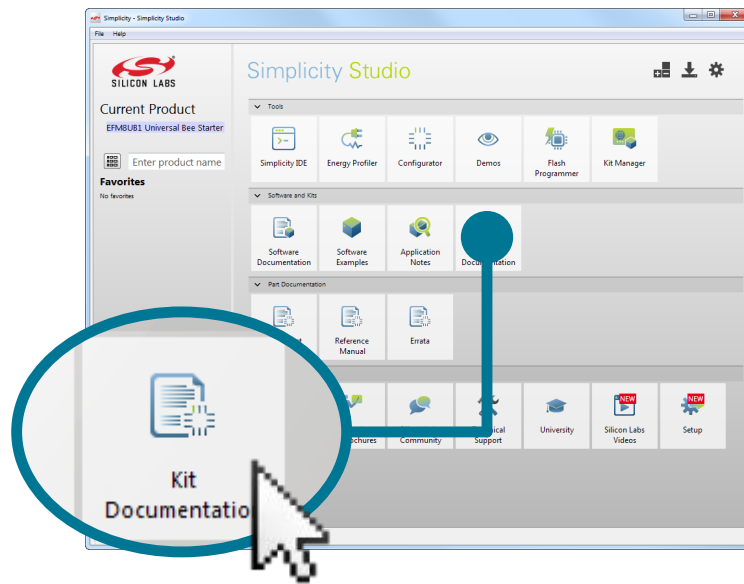 Simplicity - Simplicity Studio
File Help
SILICON LABS
Simplicity Studio
Current Product
EFM8UB1 Universal Bee Starter
Enter product name
Favorites
No favorites
Tools
Simplicity IDE
Energy Profiler
Configurator
Demos
Flash
Programmer
Kit Manager
Software and Kits
Software
Documentation
Software
Examples
Application
Notes
Part Documentation
Reference
Manual
Errata
Community
Support
University
NEW
Silicon Labs
Videos
NEW
Setup
Kit